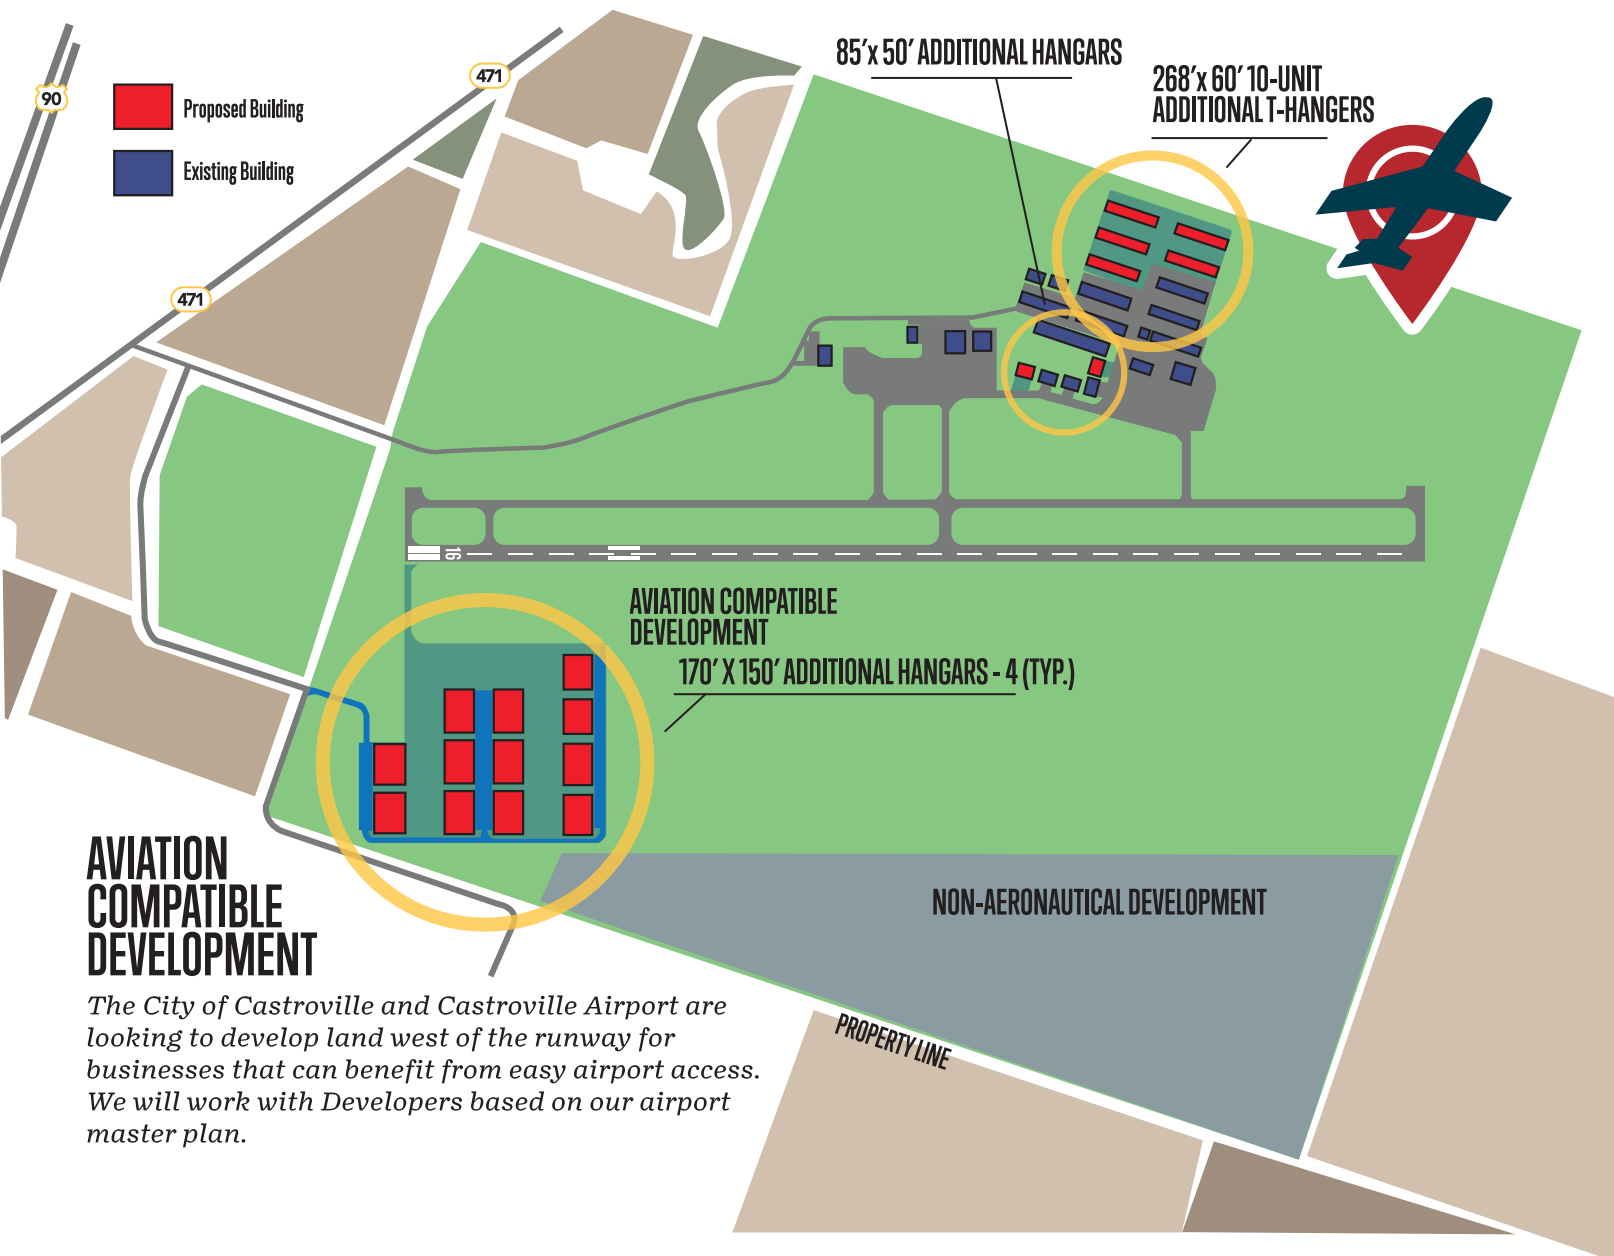 90
471
Proposed Building
Existing Building
471
85'x 50' ADDITIONAL HANGARS
268'x 60' 10-UNIT
ADDITIONAL T-HANGERS
16
AVIATION COMPATIBLE
DEVELOPMENT
170' X 150' ADDITIONAL HANGARS - 4 (TYP.)
NON-AERONAUTICAL DEVELOPMENT
PROPERTY LINE
AVIATION
COMPATIBLE
DEVELOPMENT
The City of Castroville and Castroville Airport are
looking to develop land west of the runway for
businesses that can benefit from easy airport access.
We will work with Developers based on our airport
master plan.